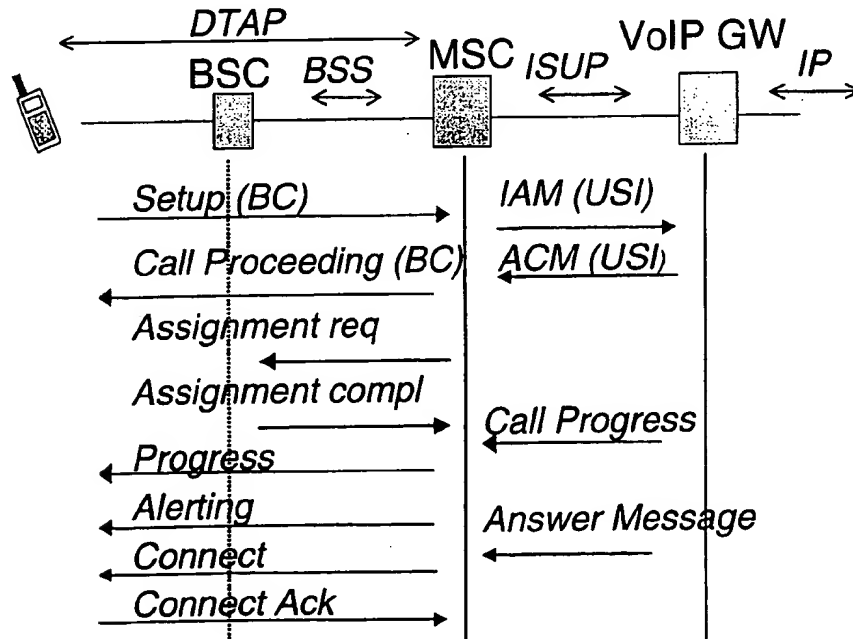 DTAP
BSC
BSS
MSC
ISUP
VoIP GW
IP
Setup (BC)
IAM (USI)
Call Proceeding (BC)
ACM (USI)
Assignment req
Assignment compl
Call Progress
Progress
Alerting
Answer Message
Connect
Connect Ack